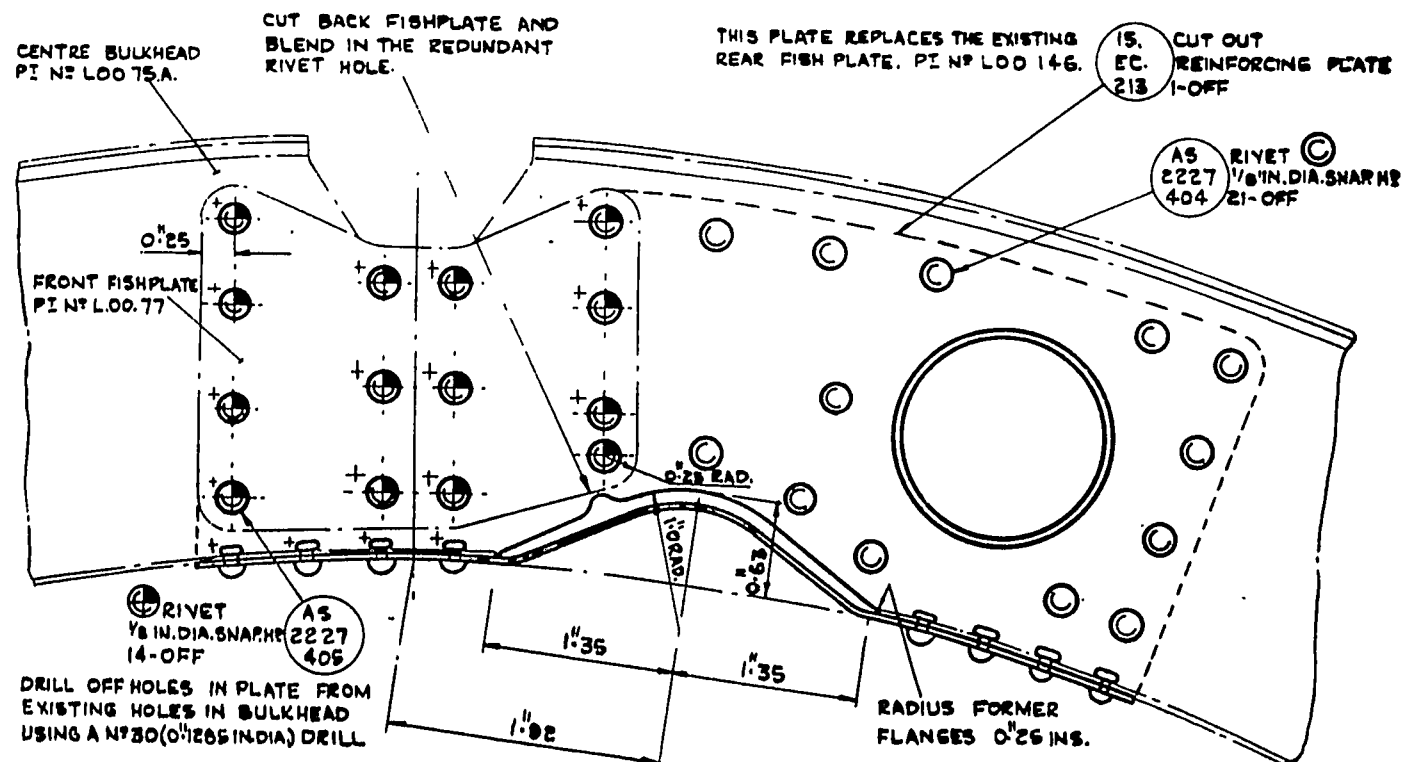 CENTRE BULKHEAD
PI Nº L00 75.A.
CUT BACK FISHPLATE AND
BLEND IN THE REDUNDANT
RIVET HOLE.
THIS PLATE REPLACES THE EXISTING
REAR FISH PLATE. PI Nº L00 146.
15.
EC.
213
CUT OUT
REINFORCING PLATE
1-OFF
AS
2227
404
RIVET
1/8"IN.DIA.SNAP.HD
21-OFF
0."25
FRONT FISHPLATE
PI Nº L.00.77
0."25 RAD.
1."0 RAD.
0."63
RIVET
1/8 IN.DIA.SNAP.HD
14-OFF
AS
2227
405
DRILL OFF HOLES IN PLATE FROM
EXISTING HOLES IN BULKHEAD
USING A Nº30(0."1285 IN.DIA) DRILL
1."35
1."35
1."92
RADIUS FORMER
FLANGES 0."25 INS.